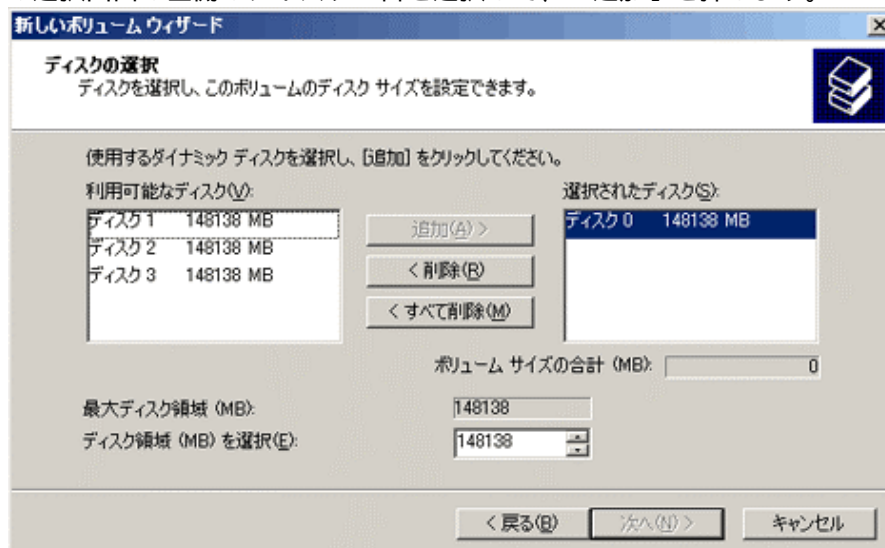 新しいボリューム ウィザード
ディスクの選択
ディスクを選択し、このボリュームのディスク サイズを設定できます。
使用するダイナミック ディスクを選択し、[追加] をクリックしてください。
利用可能なディスク(V):
選択されたディスク(S):
ディスク 1 148138 MB
ディスク 2 148138 MB
ディスク 3 148138 MB
追加(A) >
< 削除(R)
< すべて削除(M)
ディスク 0 148138 MB
ボリューム サイズの合計 (MB): 0
最大ディスク領域 (MB): 148138
ディスク領域 (MB) を選択(E): 148138
< 戻る(B) 次へ(N) > キャンセル